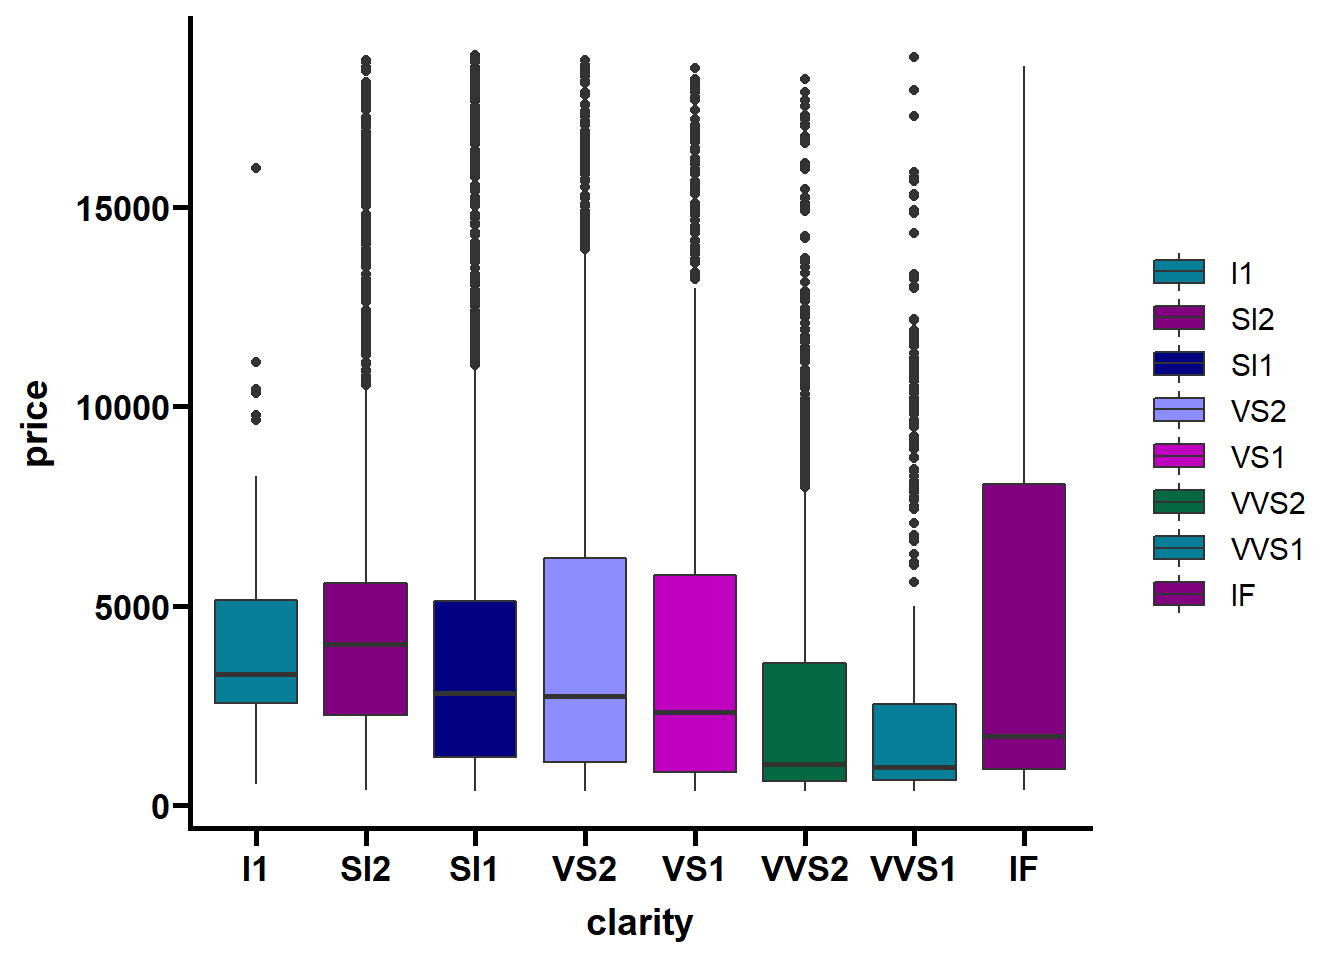 price
15000
10000
5000
0
I1 SI2 SI1 VS2 VS1 VVS2 VVS1 IF
clarity
I1
SI2
SI1
VS2
VS1
VVS2
VVS1
IF